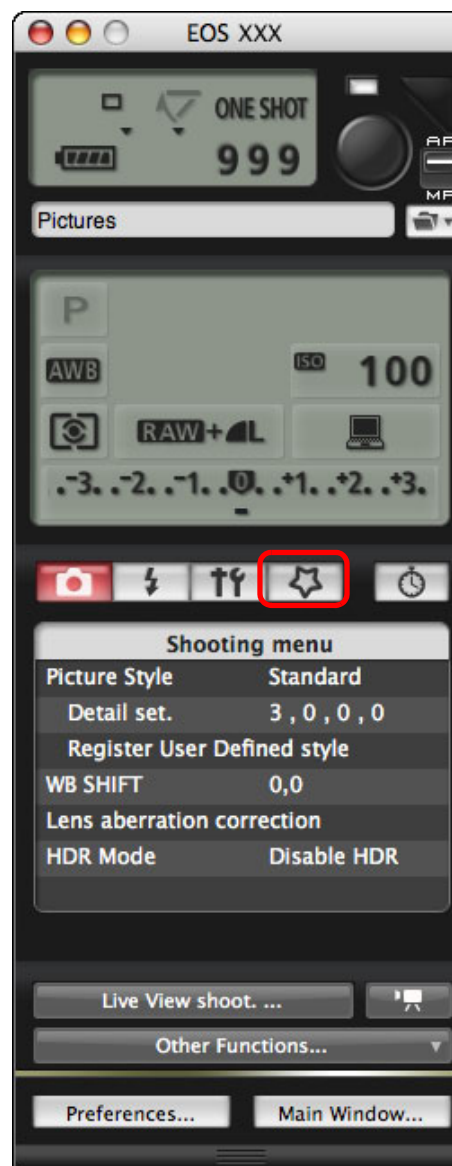 EOS XXX
ONE SHOT
999
AF
MF
Pictures
P
AWB
ISO 100
RAW+L
.-3. .-2. .-1. .0. .+1. .+2. .+3.
Shooting menu
Picture Style Standard
Detail set. 3 , 0 , 0 , 0
Register User Defined style
WB SHIFT 0,0
Lens aberration correction
HDR Mode Disable HDR
Live View shoot. ...
Other Functions...
Preferences... Main Window...